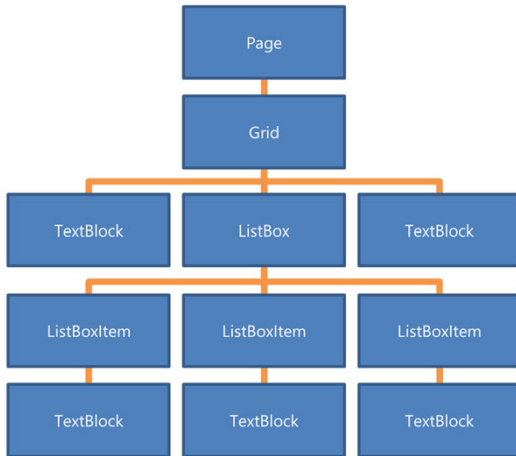 Page
Grid
TextBlock
ListBox
TextBlock
ListBoxItem
ListBoxItem
ListBoxItem
TextBlock
TextBlock
TextBlock